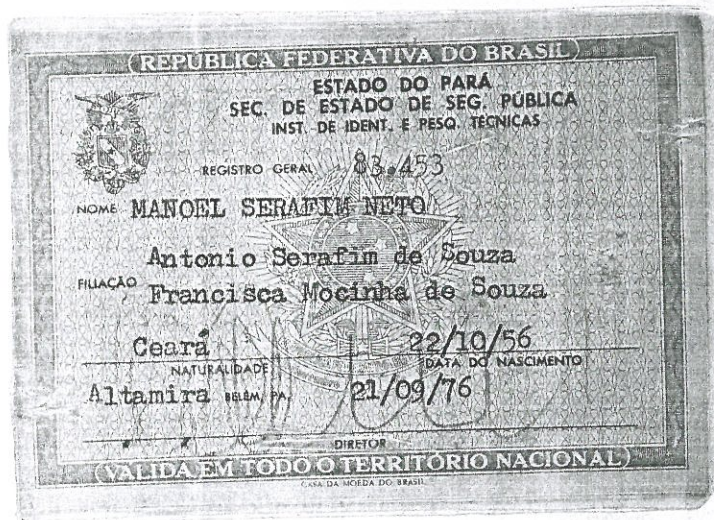 REPÚBLICA FEDERATIVA DO BRASIL
ESTADO DO PARÁ
SEC. DE ESTADO DE SEG. PÚBLICA
INST. DE IDENT. E PESQ. TÉCNICAS
REGISTRO GERAL 83.453
NOME MANOEL SERAFIM NETO
Antonio Serafim de Souza
FILIAÇÃO Francisca Mocinha de Souza
Ceará 22/10/56
NATURALIDADE DATA DO NASCIMENTO
Altamira BELÉM, PA, 21/09/76
DIRETOR
(VALIDA EM TODO O TERRITÓRIO NACIONAL)
CASA DA MOEDA DO BRASIL